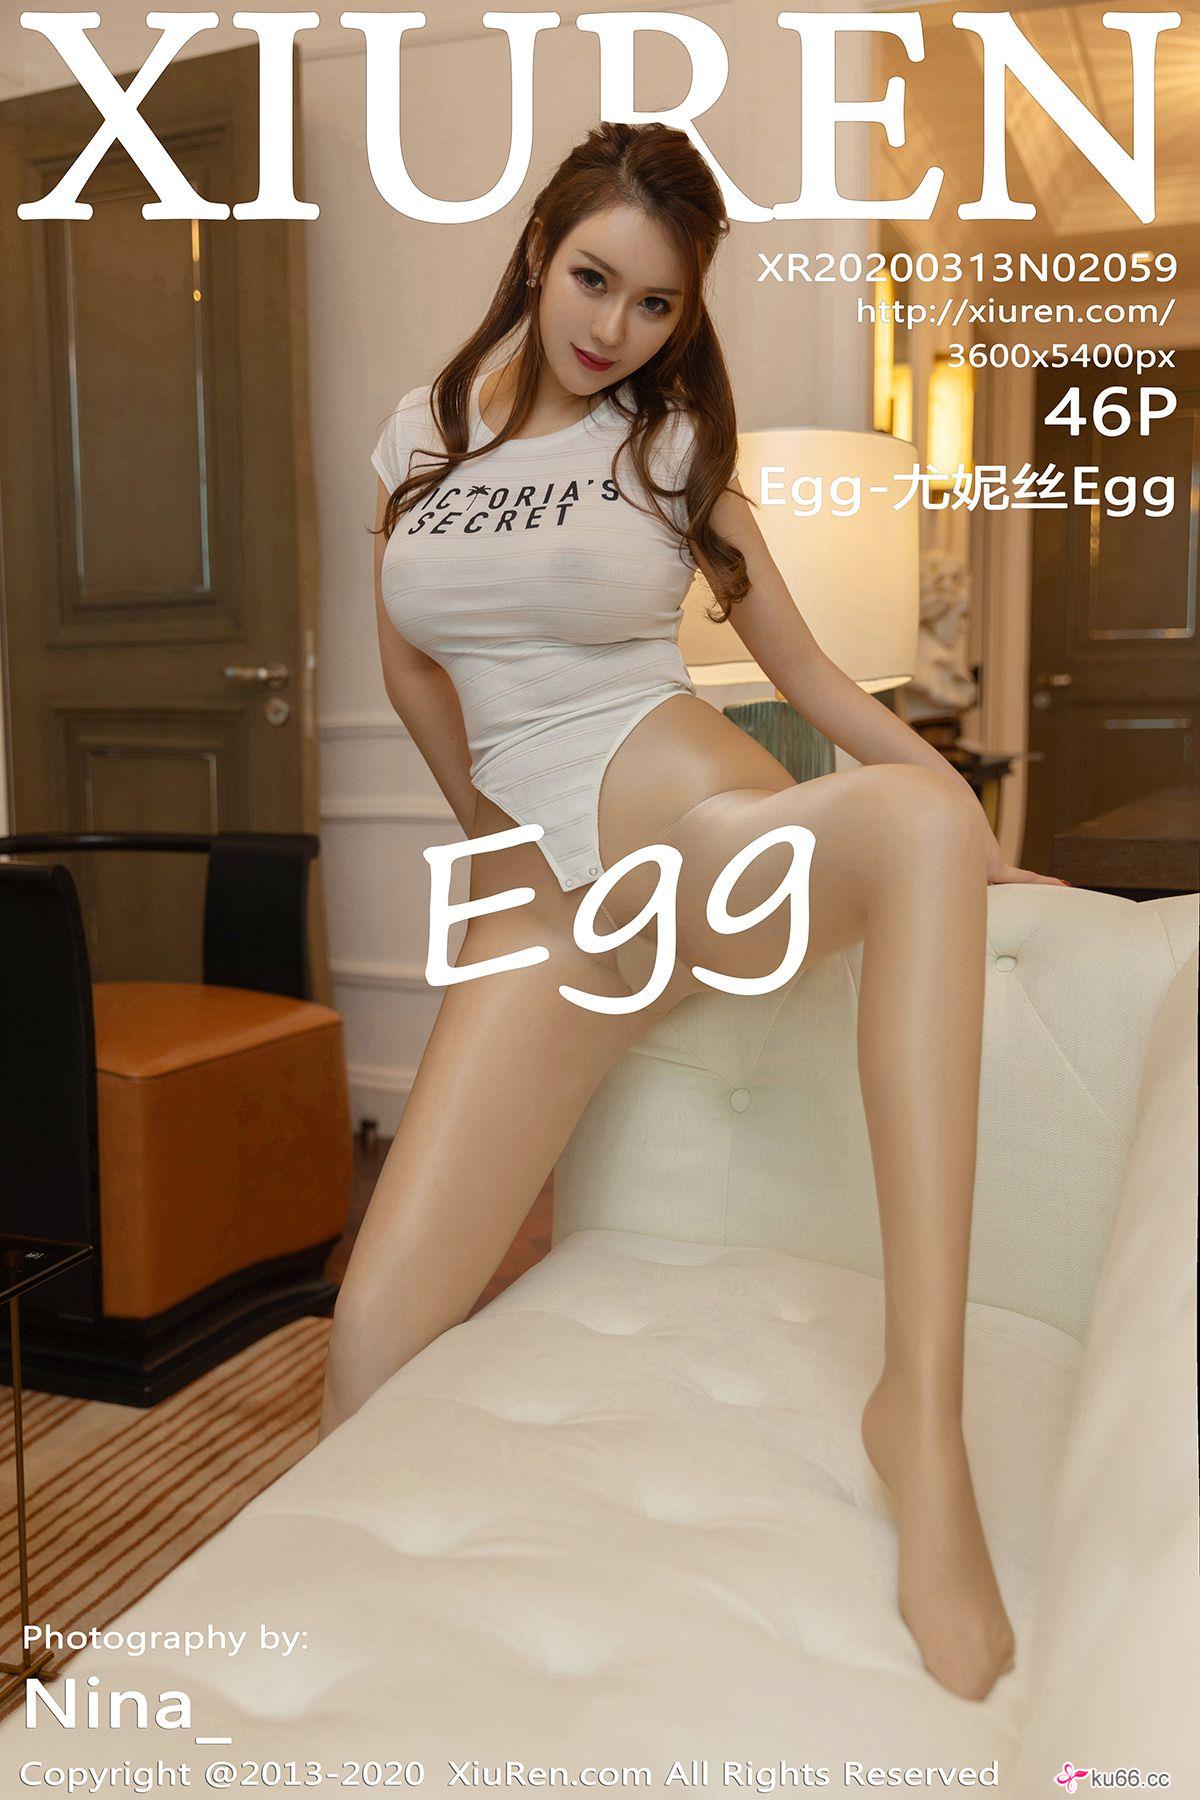 XIUREN
XR20200313N02059
http://xiuren.com/
3600x5400px
46P
Egg-尤妮丝Egg
VICTORIA'S
SECRET
Egg
Photography by:
Nina_
Copyright @2013-2020 XiuRen.com All Rights Reserved
ku66.cc